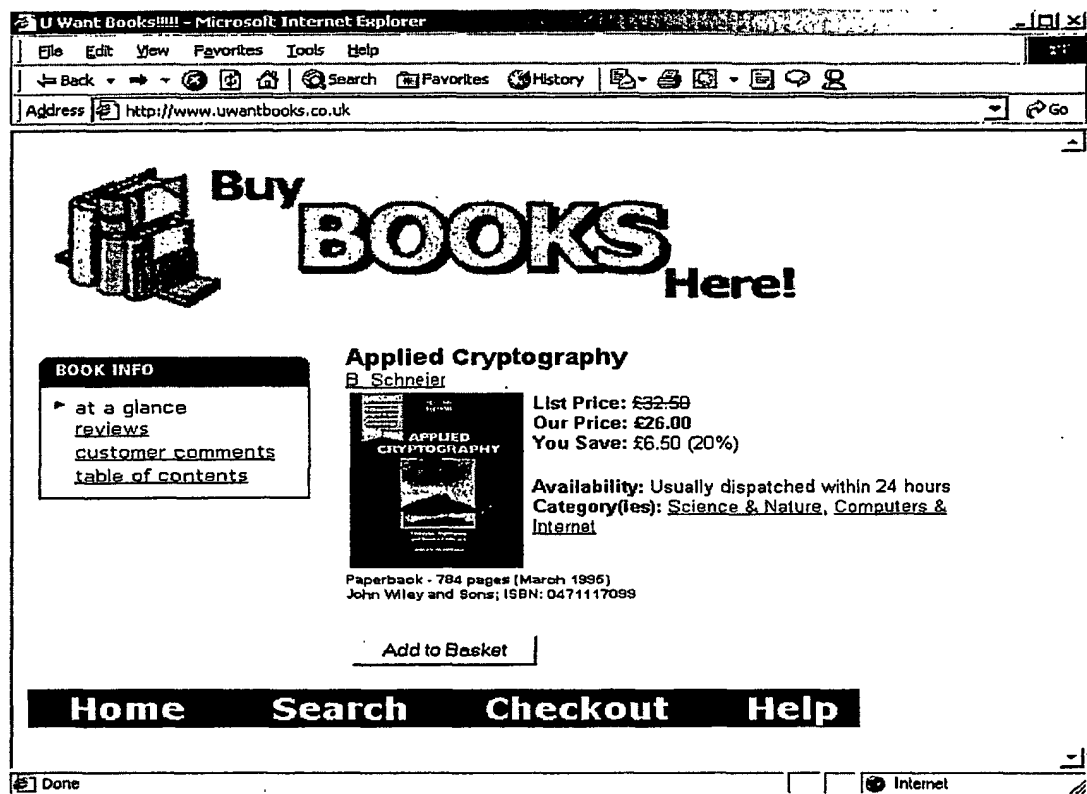 U Want Books!!!!! - Microsoft Internet Explorer
File Edit View Favorites Tools Help
Back Search Favorites History
Address http://www.uwantbooks.co.uk Go
Buy
BOOKS
Here!
BOOK INFO
at a glance
reviews
customer comments
table of contents
Applied Cryptography
B Schneier
APPLIED
CRYPTOGRAPHY
List Price: £32.50
Our Price: £26.00
You Save: £6.50 (20%)
Availability: Usually dispatched within 24 hours
Category(ies): Science & Nature, Computers &
Internet
Paperback - 784 pages (March 1995)
John Wiley and Sons; ISBN: 0471117099
Add to Basket
Home Search Checkout Help
Done Internet